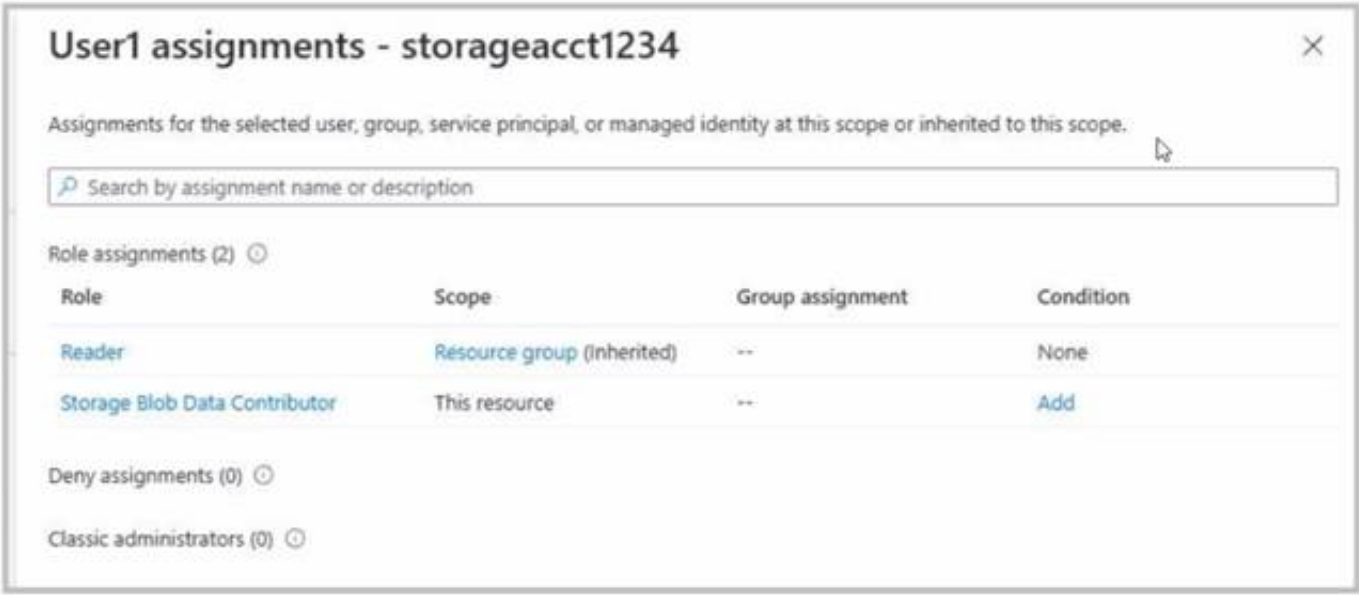 User1 assignments - storageacct1234
Assignments for the selected user, group, service principal, or managed identity at this scope or inherited to this scope.
Search by assignment name or description
Role assignments (2)
Role Scope Group assignment Condition
Reader Resource group (Inherited) -- None
Storage Blob Data Contributor This resource -- Add
Deny assignments (0)
Classic administrators (0)